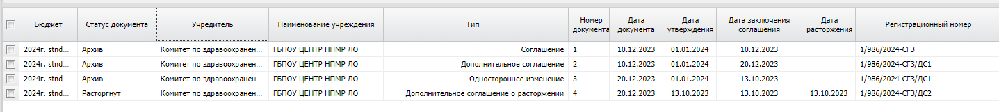 Бюджет Статус документа Учредитель Наименование учреждения Тип Номер документа Дата документа Дата утверждения Дата заключения соглашения Дата расторжения Регистрационный номер
2024г. stnd... Архив Комитет по здравоохранен... ГБПОУ ЦЕНТР НПМР ЛО Соглашение 1 10.12.2023 01.01.2024 10.12.2023 1/986/2024-СГЗ
2024г. stnd... Архив Комитет по здравоохранен... ГБПОУ ЦЕНТР НПМР ЛО Дополнительное соглашение 2 10.12.2023 01.01.2024 20.12.2023 1/986/2024-СГЗ/ДС1
2024г. stnd... Архив Комитет по здравоохранен... ГБПОУ ЦЕНТР НПМР ЛО Одностороннее изменение 3 20.12.2023 01.01.2024 13.10.2023 1/986/2024-СГЗ/ДС1
2024г. stnd... Расторгнут Комитет по здравоохранен... ГБПОУ ЦЕНТР НПМР ЛО Дополнительное соглашение о расторжении 4 20.12.2023 13.10.2023 13.10.2023 13.10.2023 1/986/2024-СГЗ/ДС2